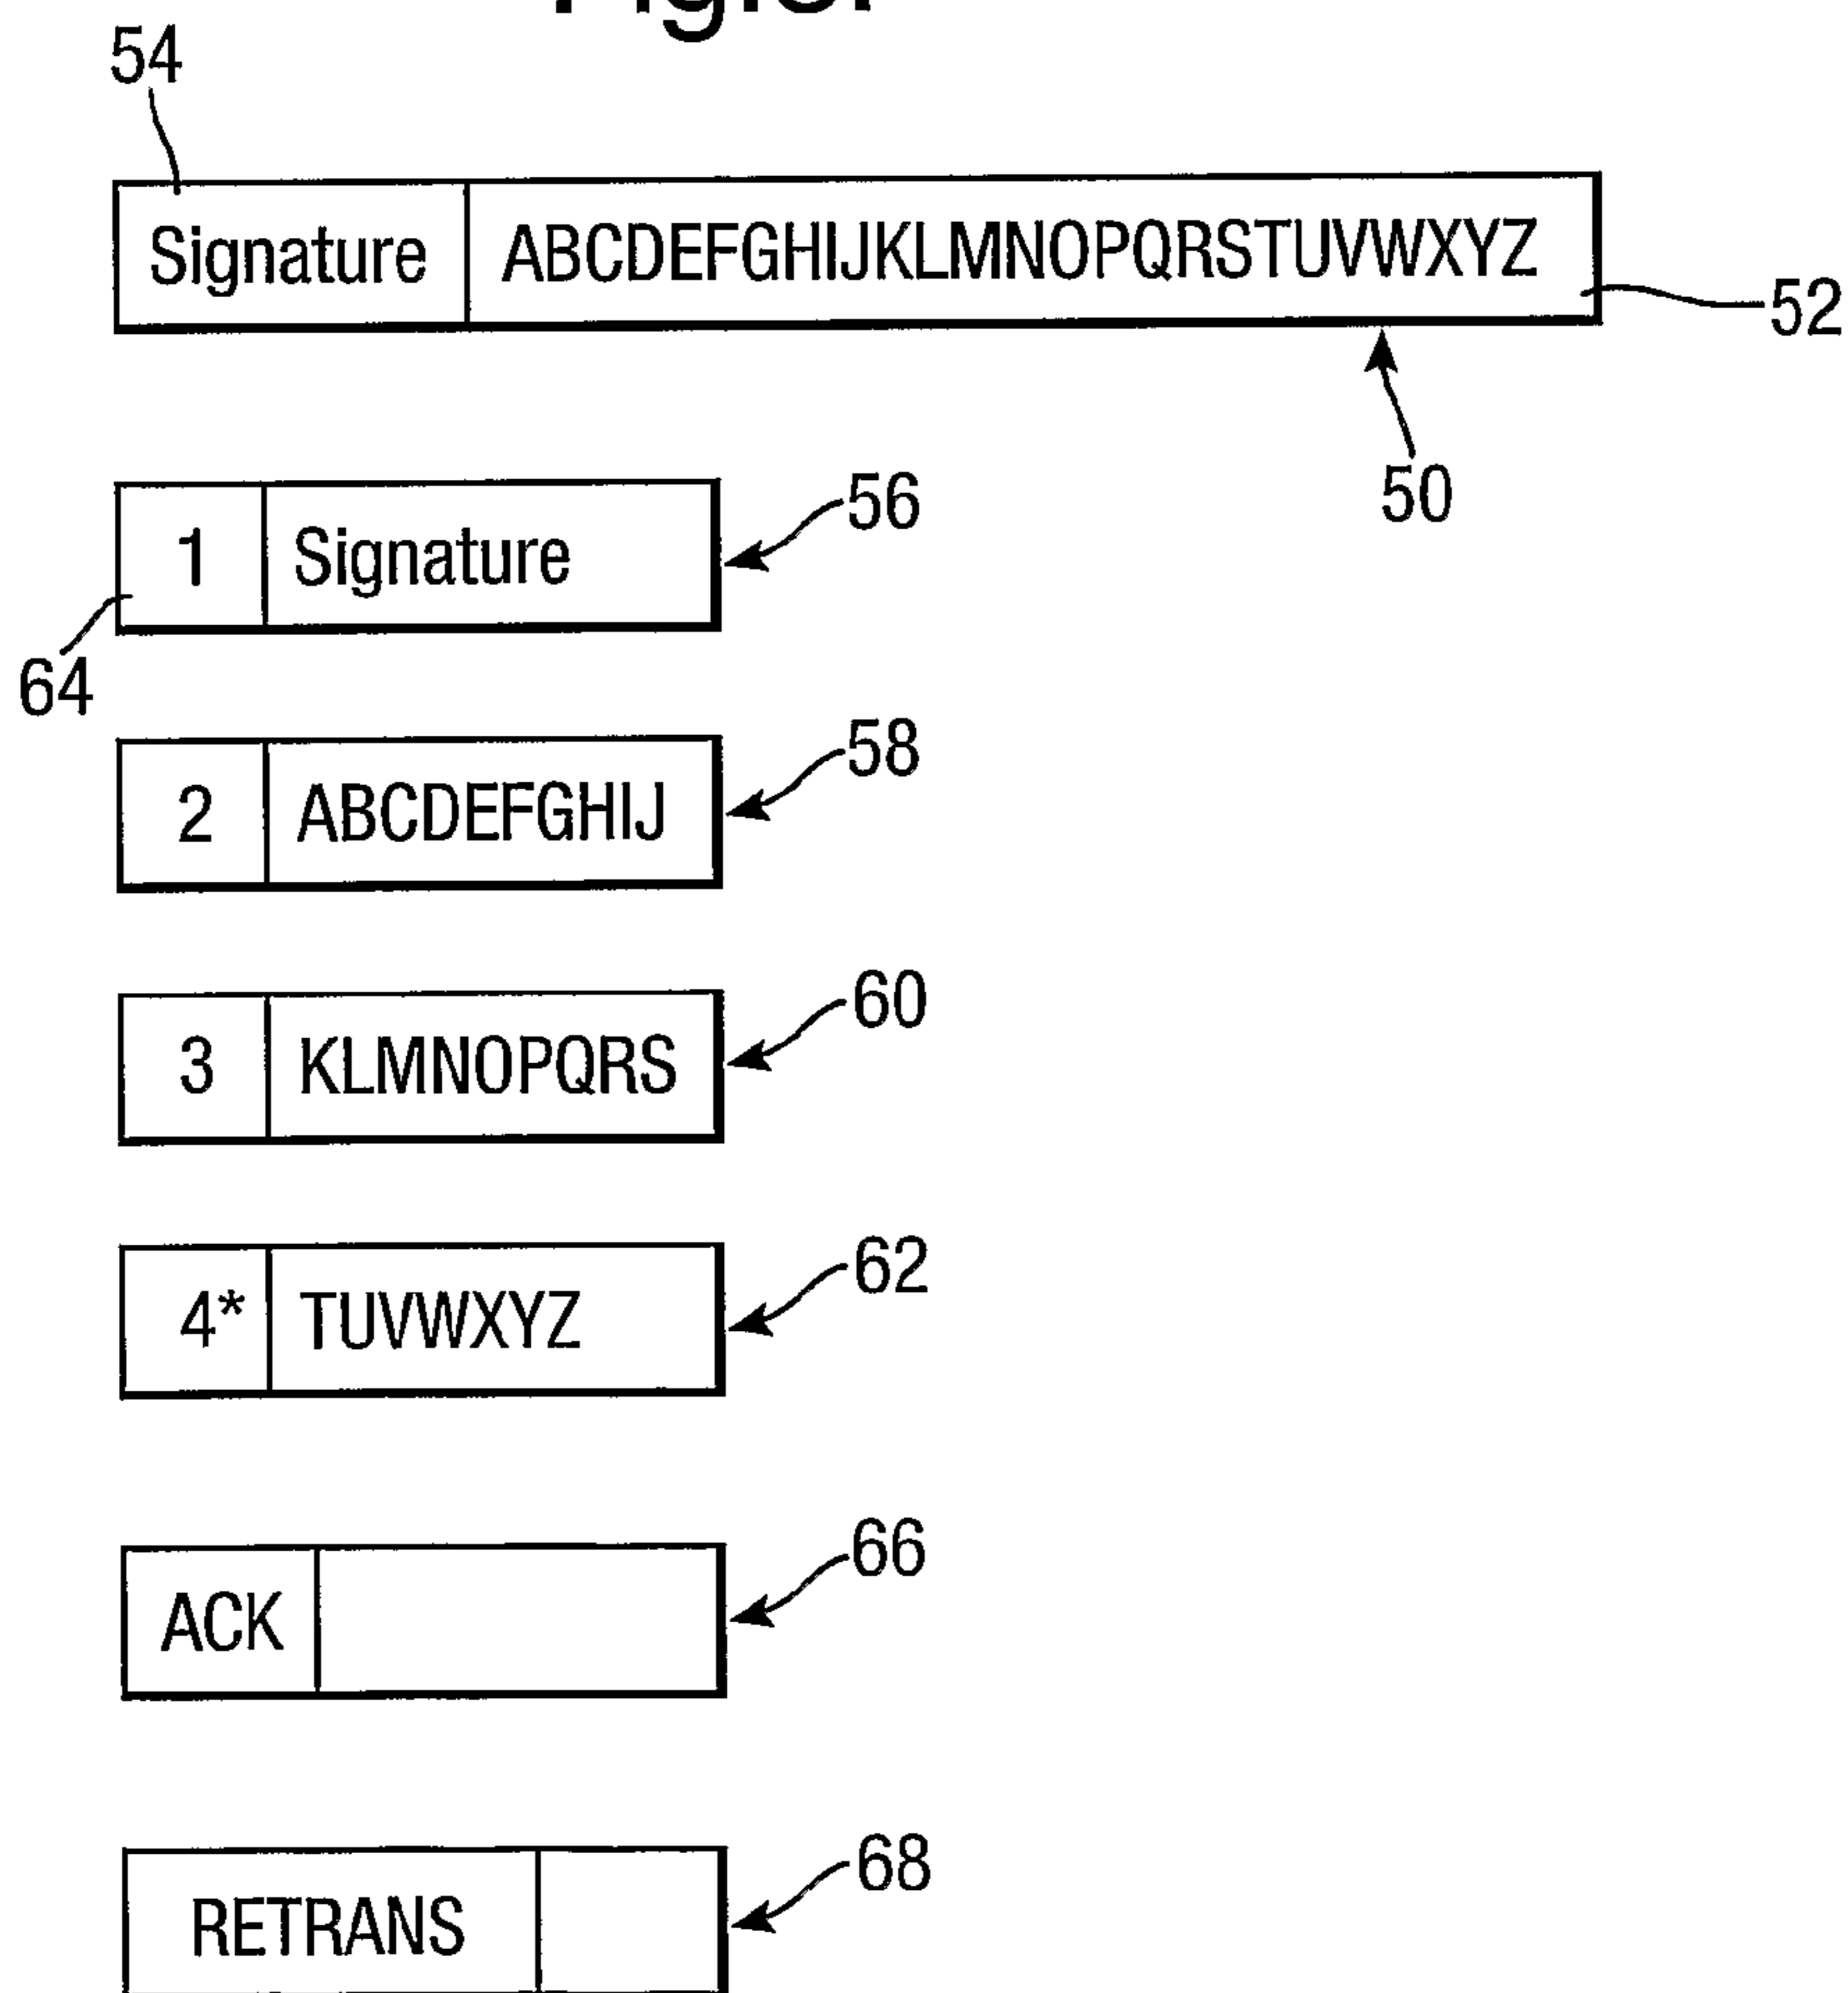 54
Signature ABCDEFGHIJKLMNOPQRSTUVWXYZ
52
50
1 Signature
56
64
2 ABCDEFGHIJ
58
3 KLMNOPQRS
60
4* TUVWXYZ
62
ACK
66
RETRANS
68